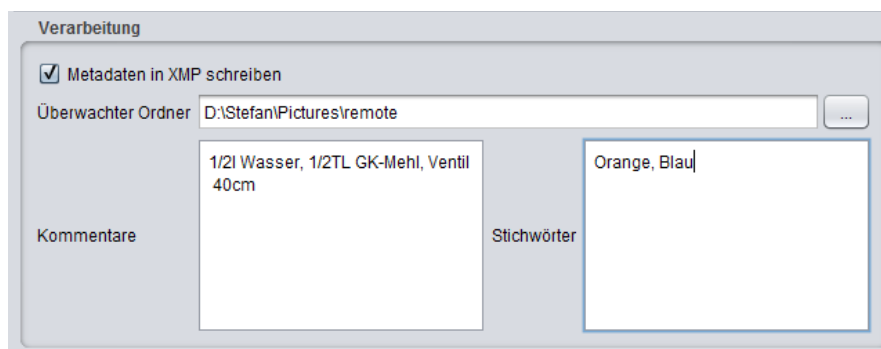 Verarbeitung
Metadaten in XMP schreiben
Überwachter Ordner D:\Stefan\Pictures\remote ...
1/2l Wasser, 1/2TL GK-Mehl, Ventil
40cm
Kommentare
Stichwörter
Orange, Blau